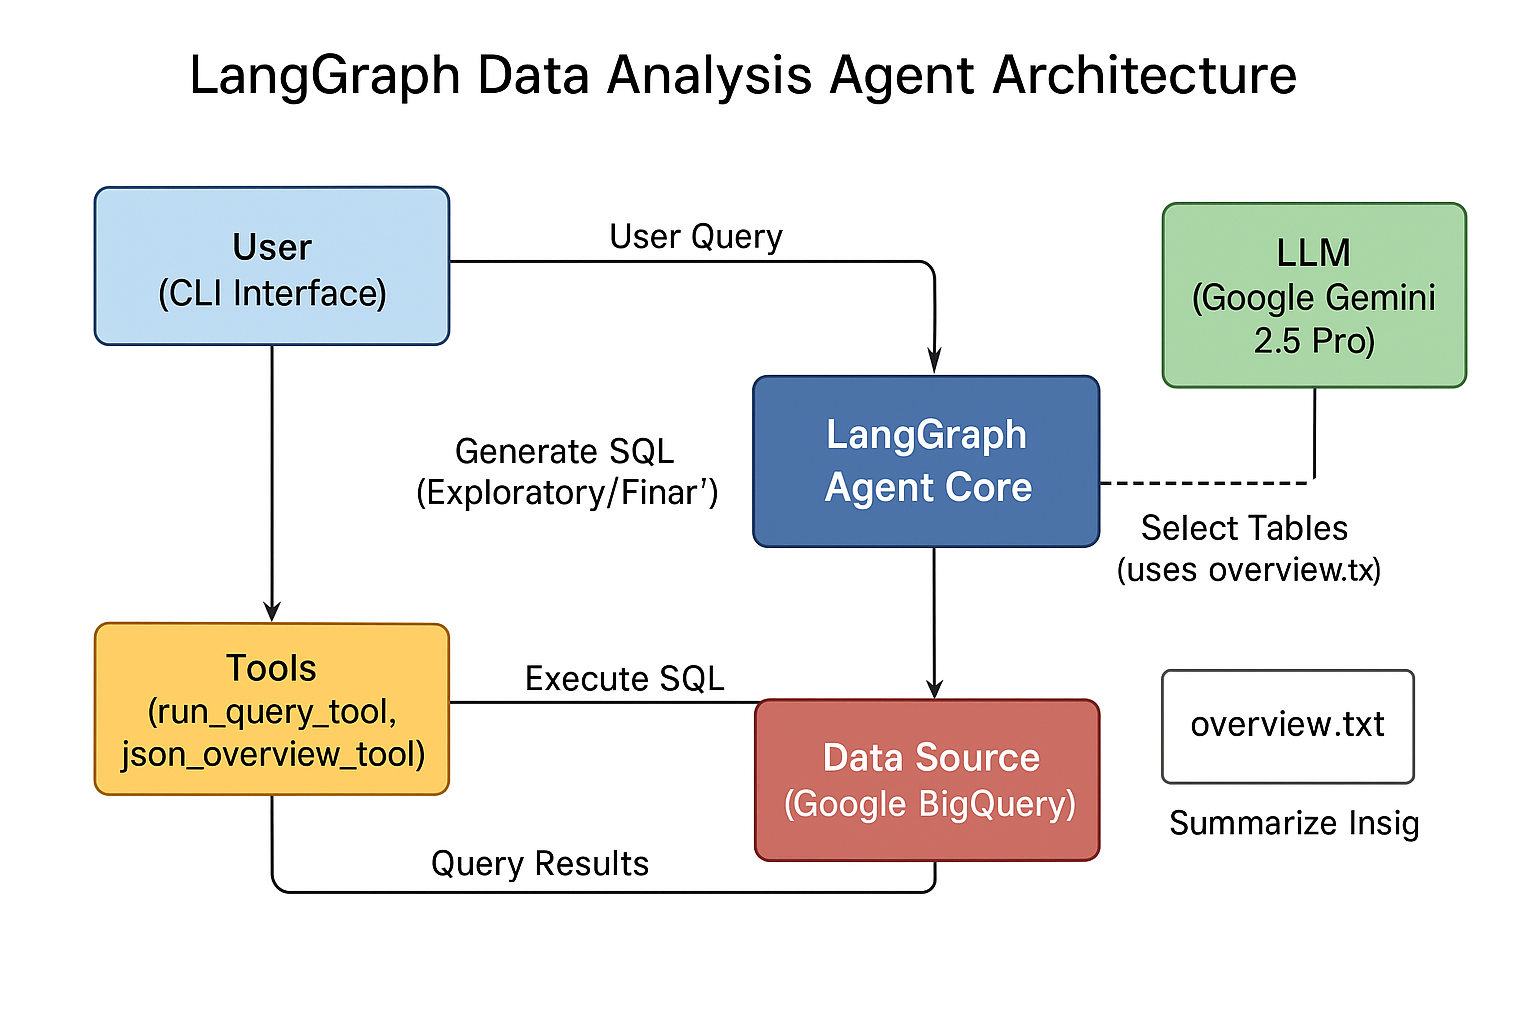 LangGraph Data Analysis Agent Architecture
User
(CLI Interface)
User Query
LLM
(Google Gemini
2.5 Pro)
Generate SQL
(Exploratory/Finar’)
LangGraph
Agent Core
Select Tables
(uses overview.tx)
Tools
(run_query_tool,
json_overview_tool)
Execute SQL
Data Source
(Google BigQuery)
overview.txt
Summarize Insig
Query Results